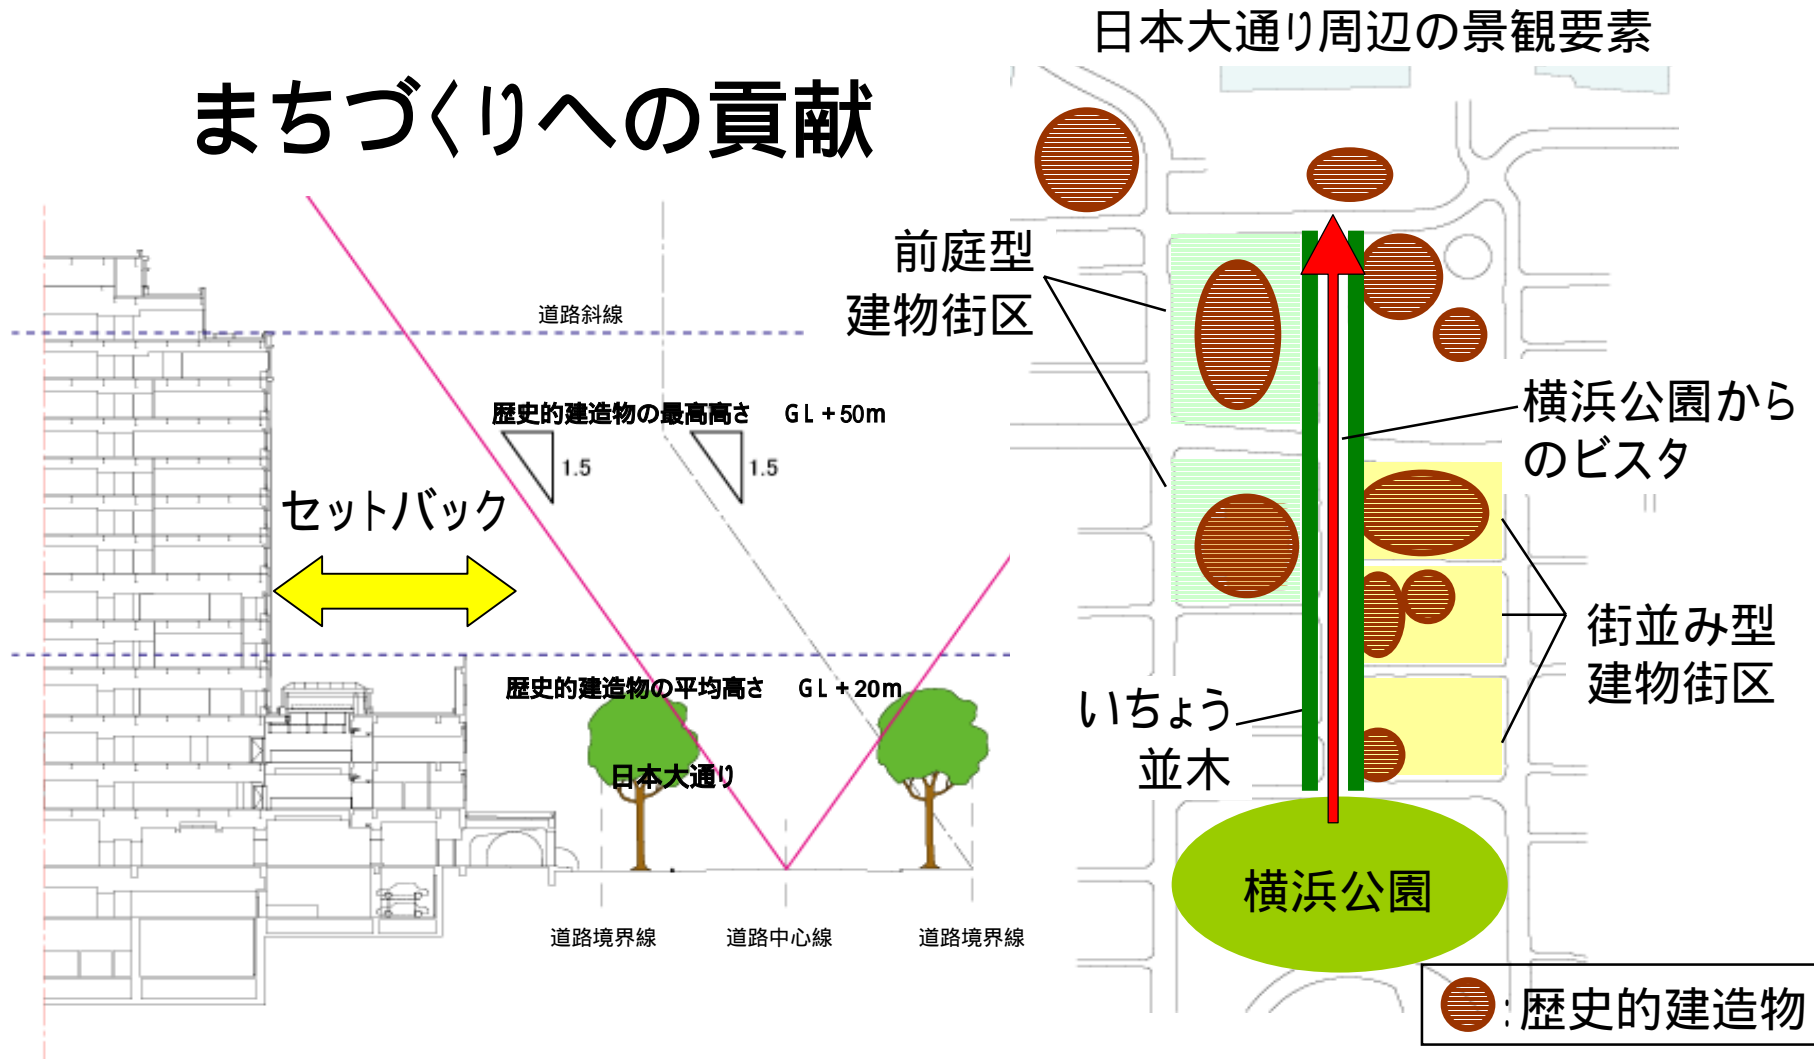 日本大通り周辺の景観要素
まちづくりへの貢献
前庭型
建物街区
道路斜線
歴史的建造物の最高高さ GL+50m
1.5
1.5
セットバック
横浜公園から
のビスタ
歴史的建造物の平均高さ GL+20m
日本大通り
街並み型
建物街区
いちょう
並木
横浜公園
道路境界線
道路中心線
道路境界線
:歴史的建造物